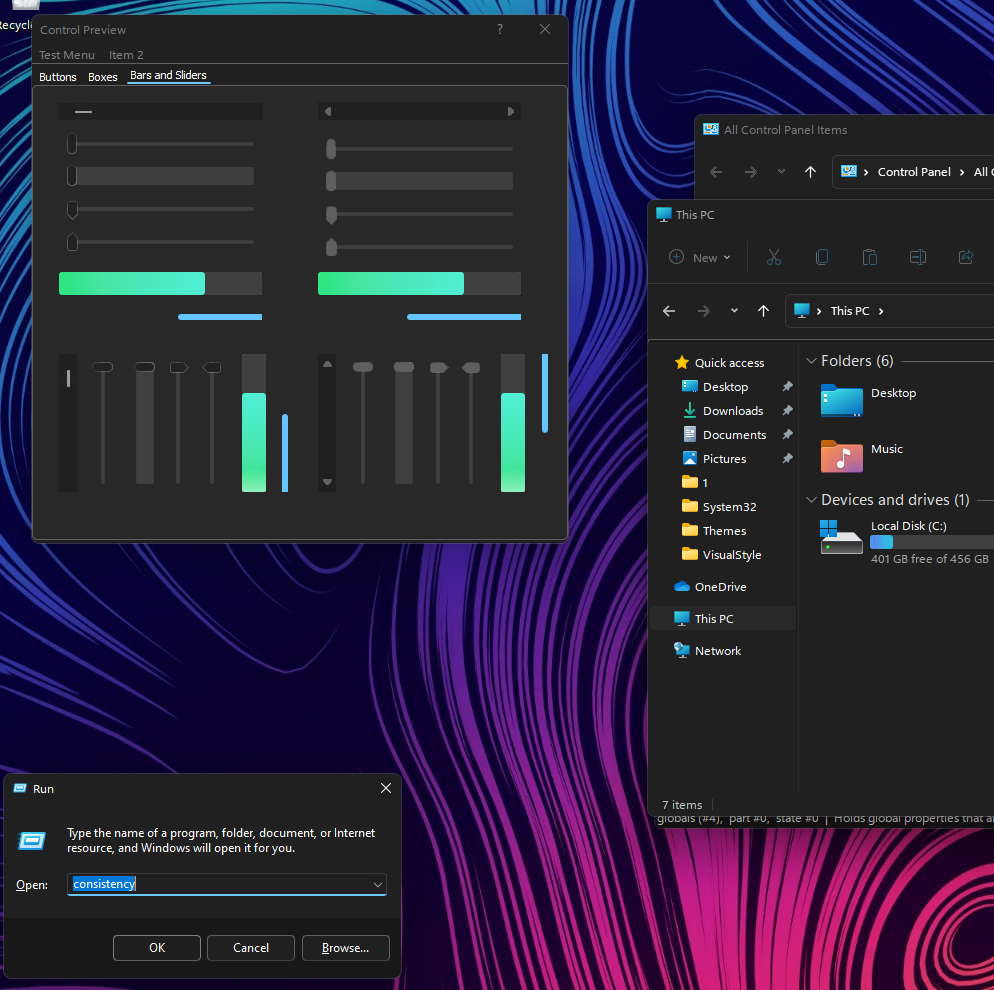 Recycl
Control Preview
?
Test Menu Item 2
Buttons Boxes Bars and Sliders
All Control Panel Items
Control Panel > All C
This PC
New
This PC >
Quick access
Desktop
Downloads
Documents
Pictures
1
System32
Themes
VisualStyle
OneDrive
This PC
Network
Folders (6)
Desktop
Music
Devices and drives (1)
Local Disk (C:)
401 GB free of 456 GB
7 items
globals (#4), part #0, state #0 | Holds global properties that a
Run
Type the name of a program, folder, document, or Internet
resource, and Windows will open it for you.
Open: consistency
OK Cancel Browse...